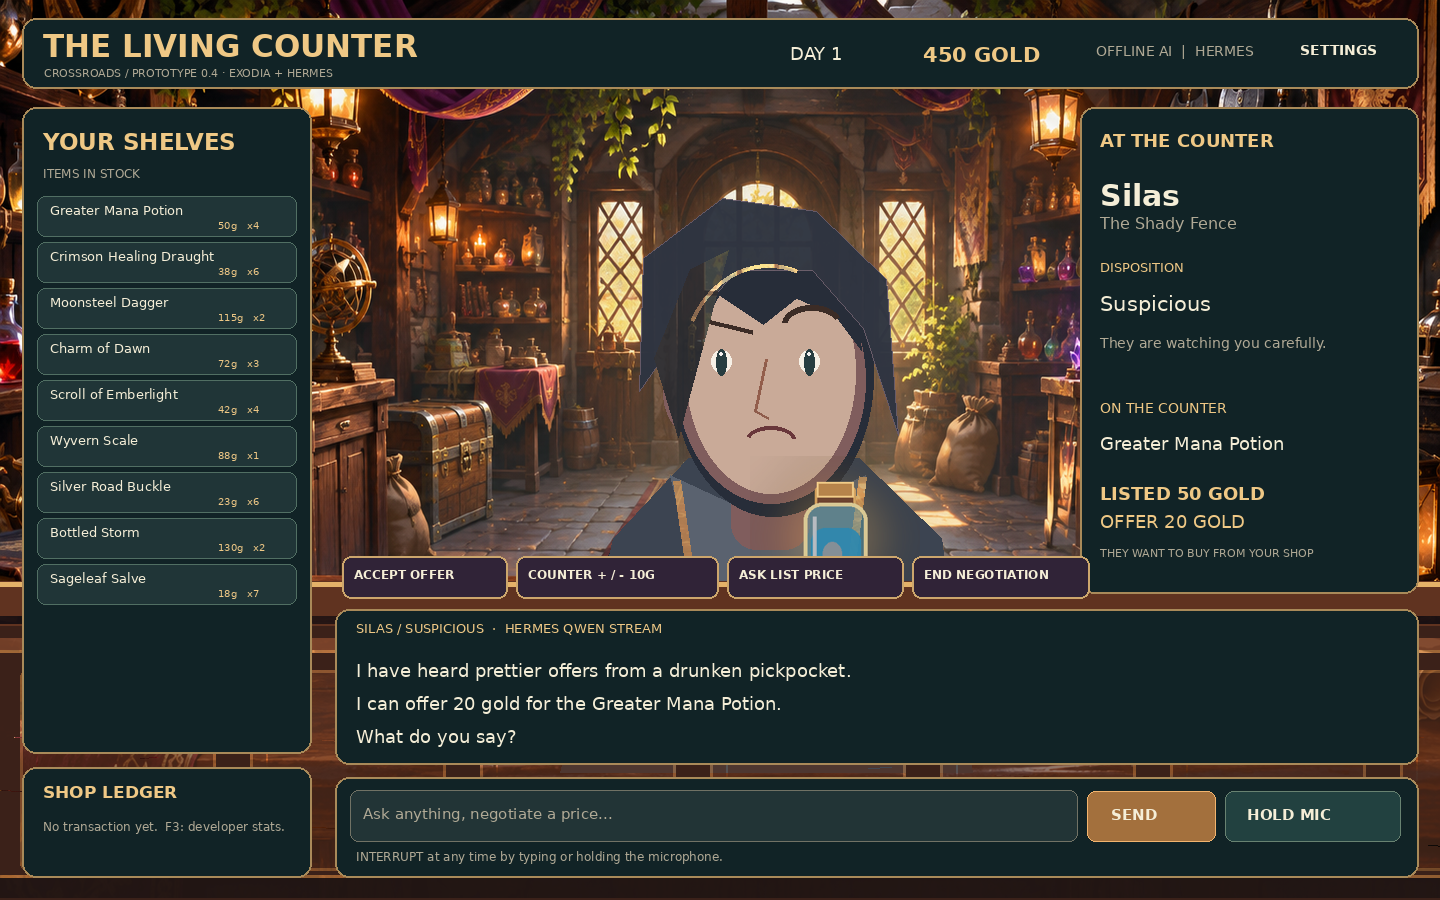 THE LIVING COUNTER
CROSSROADS / PROTOTYPE 0.4 · EXODIA + HERMES
DAY 1
450 GOLD
OFFLINE AI | HERMES
SETTINGS
YOUR SHELVES
ITEMS IN STOCK
Greater Mana Potion
50g x4
Crimson Healing Draught
38g x6
Moonsteel Dagger
115g x2
Charm of Dawn
72g x3
Scroll of Emberlight
42g x4
Wyvern Scale
88g x1
Silver Road Buckle
23g x6
Bottled Storm
130g x2
Sageleaf Salve
18g x7
SHOP LEDGER
No transaction yet. F3: developer stats.
AT THE COUNTER
Silas
The Shady Fence
DISPOSITION
Suspicious
They are watching you carefully.
ON THE COUNTER
Greater Mana Potion
LISTED 50 GOLD
OFFER 20 GOLD
THEY WANT TO BUY FROM YOUR SHOP
ACCEPT OFFER
COUNTER + / - 10G
ASK LIST PRICE
END NEGOTIATION
SILAS / SUSPICIOUS · HERMES QWEN STREAM
I have heard prettier offers from a drunken pickpocket.
I can offer 20 gold for the Greater Mana Potion.
What do you say?
Ask anything, negotiate a price...
SEND
HOLD MIC
INTERRUPT at any time by typing or holding the microphone.